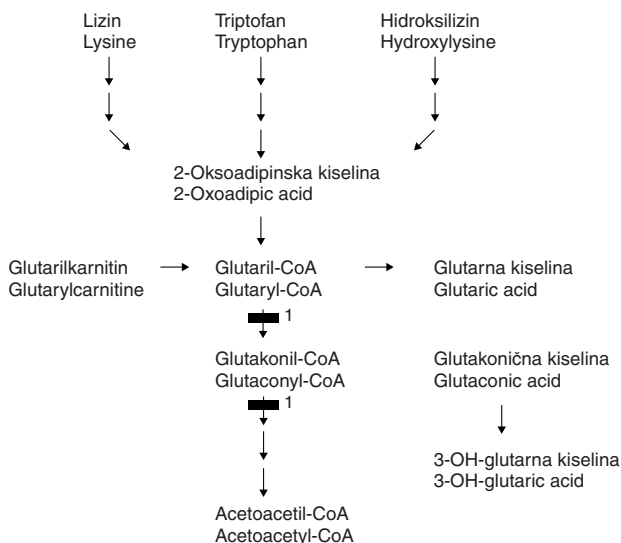 Lizin
Lysine
Triptofan
Tryptophan
Hidroksilizin
Hydroxylysine
2-Oksoadipinska kiselina
2-Oxoadipic acid
Glutarilkarnitin
Glutarylcarnitine
Glutaril-CoA
Glutaryl-CoA
Glutarna kiselina
Glutaric acid
1
Glutakonil-CoA
Glutaconyl-CoA
Glutakonična kiselina
Glutaconic acid
1
3-OH-glutarna kiselina
3-OH-glutaric acid
Acetoacetil-CoA
Acetoacetyl-CoA